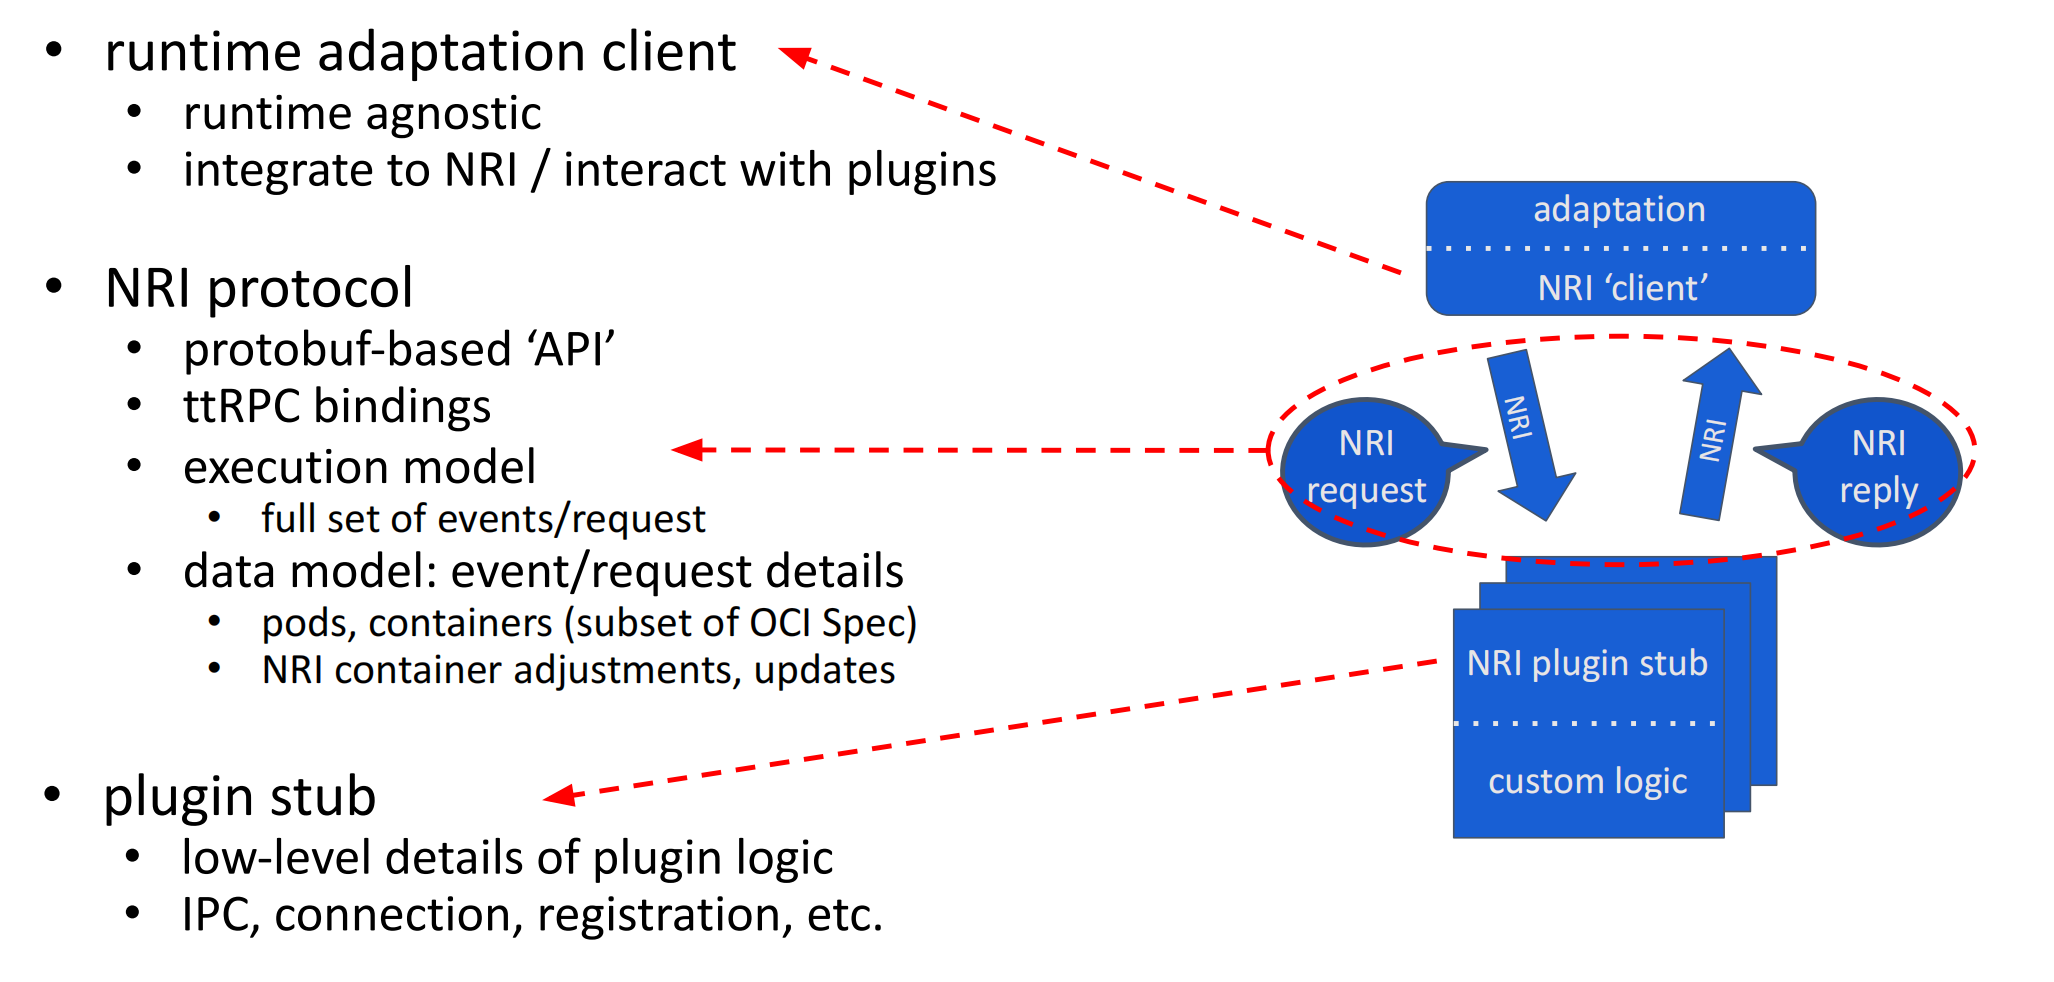 • runtime adaptation client
• runtime agnostic
• integrate to NRI / interact with plugins
• NRI protocol
• protobuf-based ‘API’
• ttRPC bindings
• execution model
• full set of events/request
• data model: event/request details
• pods, containers (subset of OCI Spec)
• NRI container adjustments, updates
• plugin stub
• low-level details of plugin logic
• IPC, connection, registration, etc.
adaptation
NRI ‘client’
NRI
request
NRI
NRI
NRI
reply
NRI plugin stub
custom logic